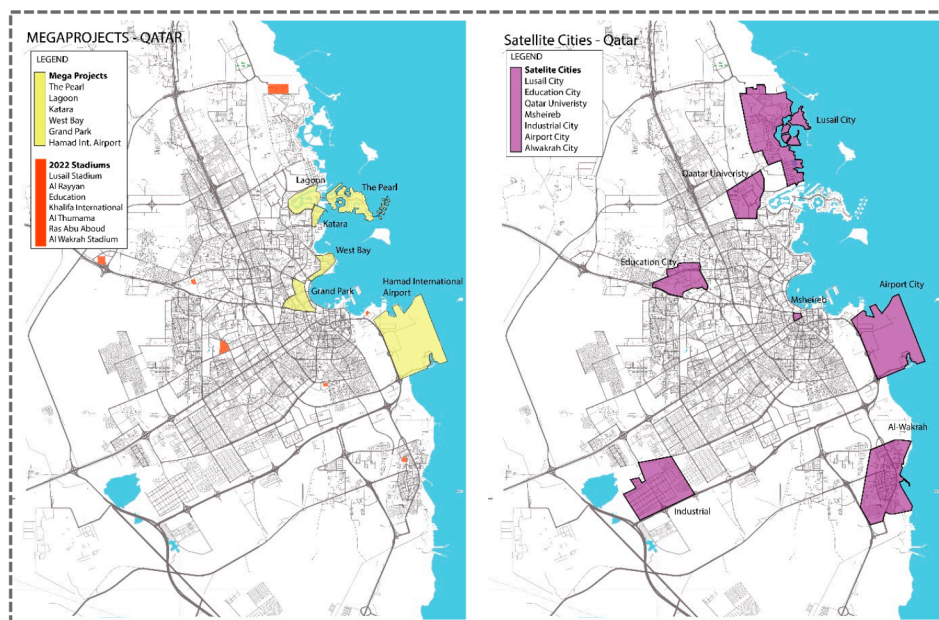 MEGAPROJECTS - QATAR
LEGEND
Mega Projects
The Pearl
Lagoon
Katara
West Bay
Grand Park
Hamad Int. Airport
2022 Stadiums
Lusail Stadium
Al Rayyan
Education
Khalifa International
Al Thumama
Ras Abu Aboud
Al Wakrah Stadium
Lagoon
The Pearl
Katara
West Bay
Hamad International
Airport
Grand Park
Satellite Cities - Qatar
LEGEND
Satelite Cities
Lusail City
Education City
Qatar Univeristy
Msheireb
Industrial City
Airport City
Alwakrah City
Lusail City
Qaatar Univeristy
Education City
Msheireb
Airport City
Al-Wakrah
Industrial